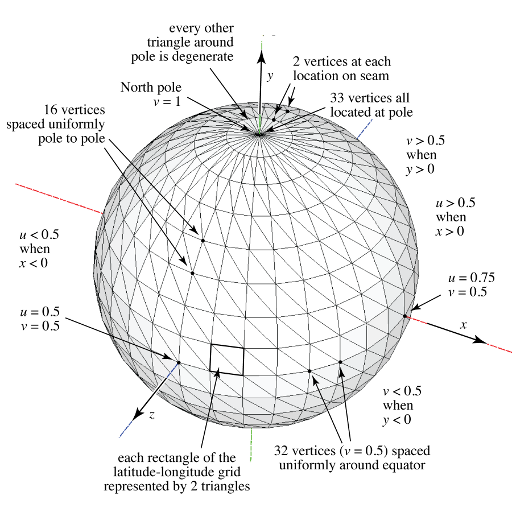 every other
triangle around
pole is degenerate
y
2 vertices at each
location on seam
North pole
v = 1
33 vertices all
located at pole
16 vertices
spaced uniformly
pole to pole
v > 0.5
when
y > 0
u > 0.5
when
x > 0
u < 0.5
when
x < 0
u = 0.75
v = 0.5
u = 0.5
v = 0.5
x
z
v < 0.5
when
y < 0
each rectangle of the
latitude-longitude grid
represented by 2 triangles
32 vertices (v = 0.5) spaced
uniformly around equator